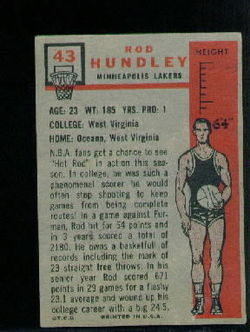 43
ROD
HUNDLEY
MINNEAPOLIS LAKERS
HEIGHT
6'4"
AGE: 23 WT: 185 YRS. PRO: 1
COLLEGE: West Virginia
HOME: Oceana, West Virginia
N.B.A. fans get a chance to see
"Hot Rod" in action this sea-
son. In college, he was such a
phenomenal scorer he would
often stop shooting to keep
games from being complete
routes! In a game against Fur-
man, Rod hit for 54 points and
in 3 years scored a total of
2180. He owns a basketful of
records including the mark of
23 straight free throws. In his
senior year Rod scored 671
points in 29 games for a flashy
23.1 average and wound up his
college career with a big 24.5.
©T.C.G. PRINTED IN U.S.A.